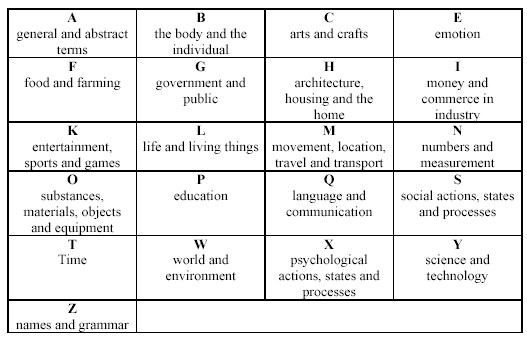 A
general and abstract
terms
B
the body and the
individual
C
arts and crafts
E
emotion
F
food and farming
G
government and
public
H
architecture,
housing and the
home
I
money and
commerce in
industry
K
entertainment,
sports and games
L
life and living things
M
movement, location,
travel and transport
N
numbers and
measurement
O
substances,
materials, objects
and equipment
P
education
Q
language and
communication
S
social actions, states
and processes
T
Time
W
world and
environment
X
psychological
actions, states and
processes
Y
science and
technology
Z
names and grammar